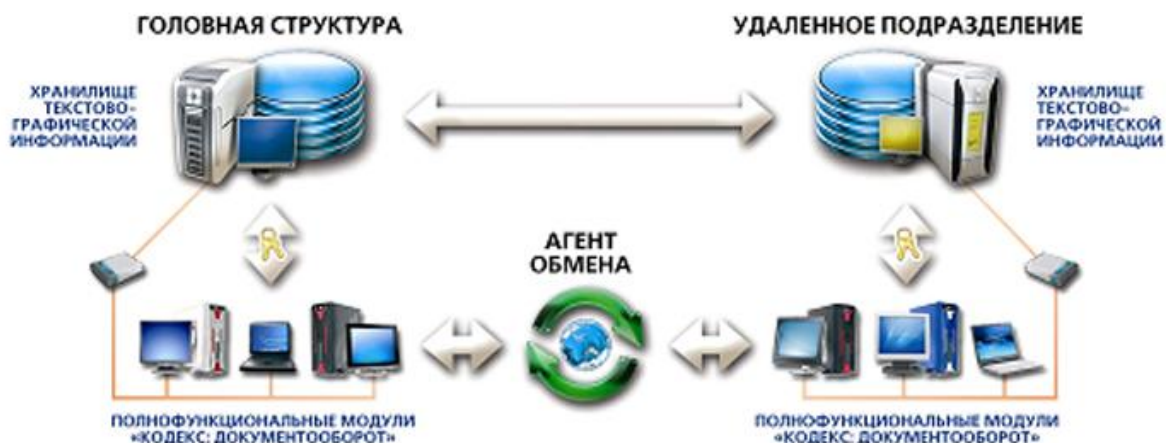 ГОЛОВНАЯ СТРУКТУРА
УДАЛЕННОЕ ПОДРАЗДЕЛЕНИЕ
ХРАНИЛИЩЕ
ТЕКСТОВО-
ГРАФИЧЕСКОЙ
ИНФОРМАЦИИ
ХРАНИЛИЩЕ
ТЕКСТОВО-
ГРАФИЧЕСКОЙ
ИНФОРМАЦИИ
АГЕНТ
ОБМЕНА
ПОЛНОФУНКЦИОНАЛЬНЫЕ МОДУЛИ
«КОДЕКС: ДОКУМЕНТООБОРОТ»
ПОЛНОФУНКЦИОНАЛЬНЫЕ МОДУЛИ
«КОДЕКС: ДОКУМЕНТООБОРОТ»